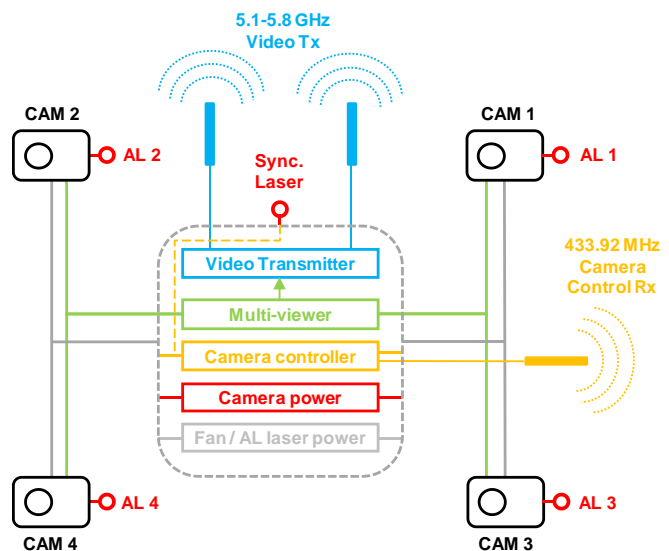 5.1-5.8 GHz
Video Tx
CAM 2
CAM 1
AL 2
Sync.
Laser
AL 1
433.92 MHz
Camera
Control Rx
Video Transmitter
Multi-viewer
Camera controller
Camera power
Fan / AL laser power
AL 4
AL 3
CAM 4
CAM 3